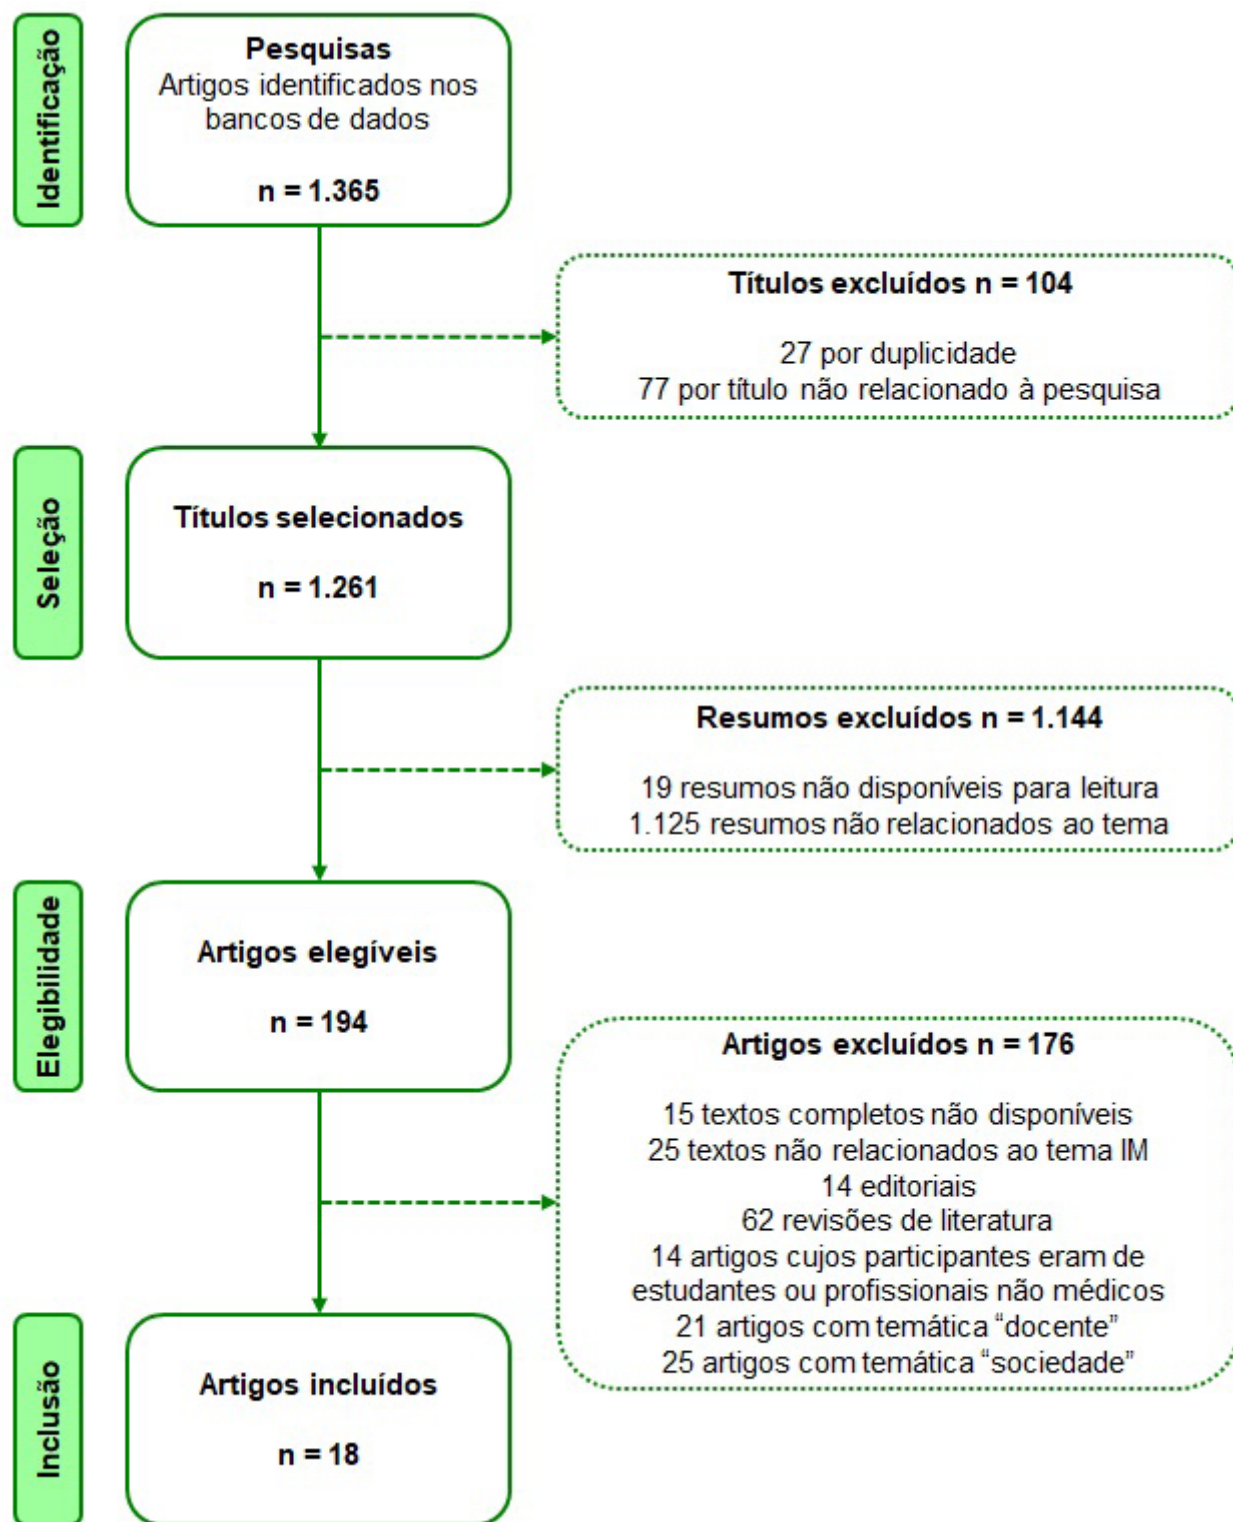 Identificação
Pesquisas
Artigos identificados nos
bancos de dados
n = 1.365
Títulos excluídos n = 104
27 por duplicidade
77 por título não relacionado à pesquisa
Seleção
Títulos selecionados
n = 1.261
Resumos excluídos n = 1.144
19 resumos não disponíveis para leitura
1.125 resumos não relacionados ao tema
Elegibilidade
Artigos elegíveis
n = 194
Artigos excluídos n = 176
15 textos completos não disponíveis
25 textos não relacionados ao tema IM
14 editoriais
62 revisões de literatura
14 artigos cujos participantes eram de
estudantes ou profissionais não médicos
21 artigos com temática “docente”
25 artigos com temática “sociedade”
Inclusão
Artigos incluídos
n = 18